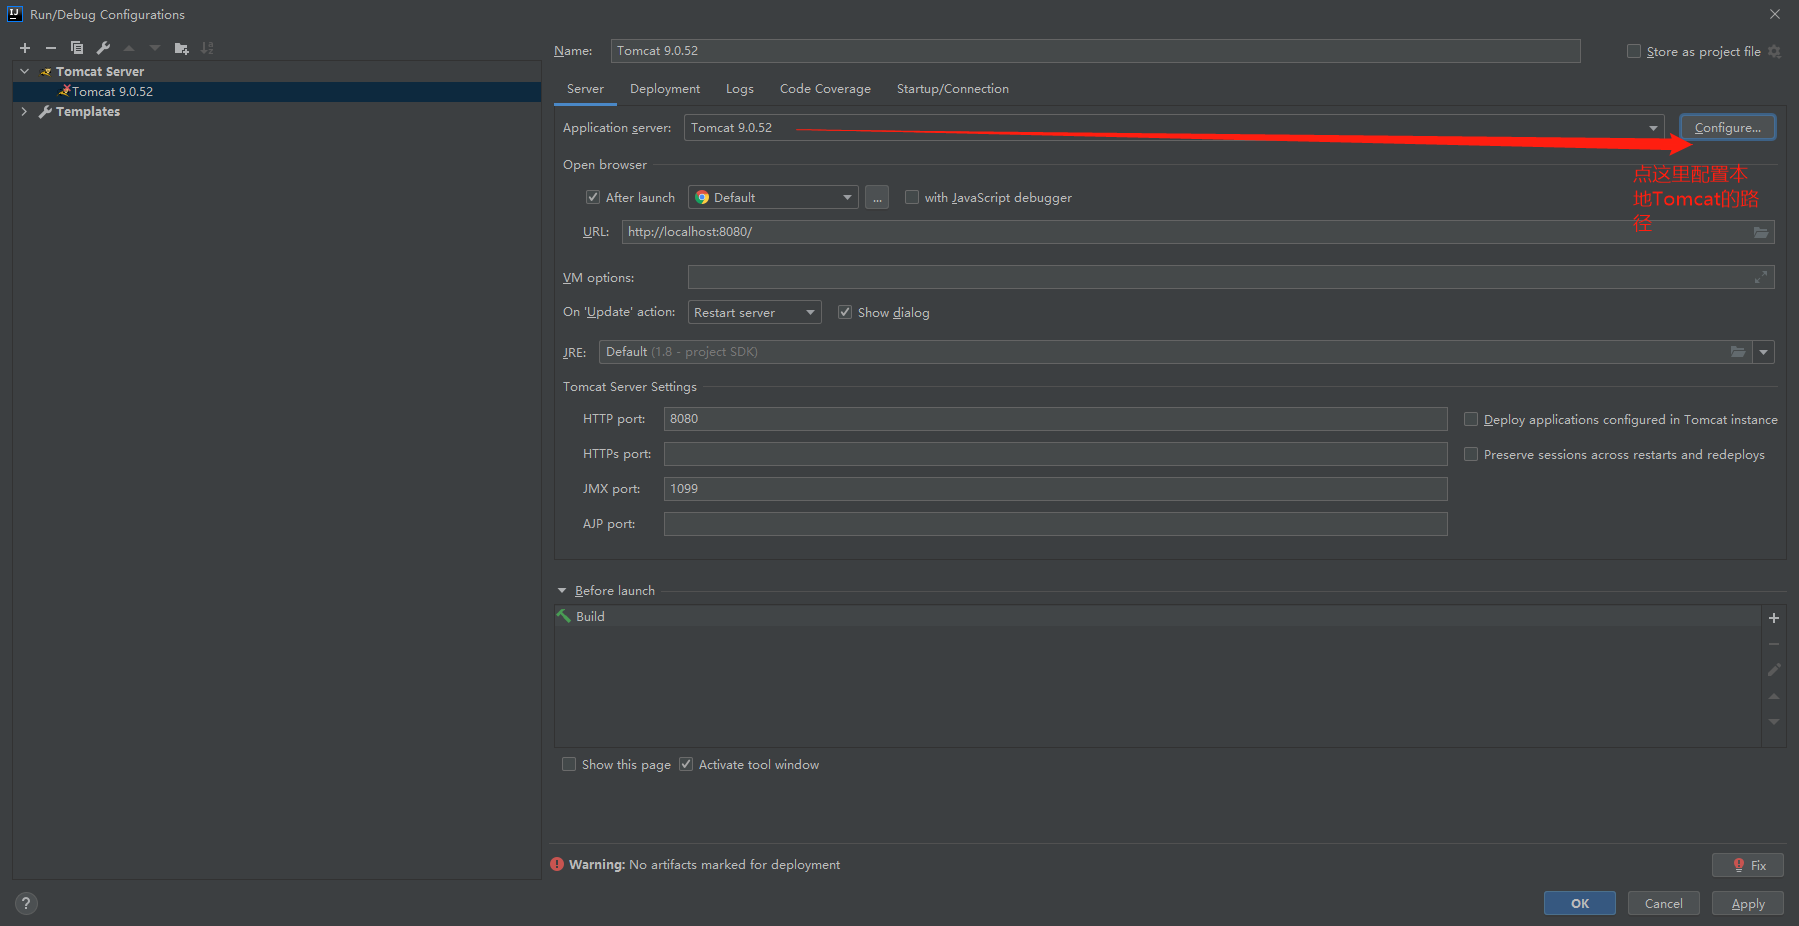 Run/Debug Configurations
Tomcat Server
Tomcat 9.0.52
Templates
Name: Tomcat 9.0.52
Store as project file
Server Deployment Logs Code Coverage Startup/Connection
Application server: Tomcat 9.0.52 Configure...
点这里配置本
地Tomcat的路
径
Open browser
After launch Default ... with JavaScript debugger
URL: http://localhost:8080/
VM options:
On 'Update' action: Restart server Show dialog
JRE: Default (1.8 - project SDK)
Tomcat Server Settings
HTTP port: 8080 Deploy applications configured in Tomcat instance
HTTPs port: Preserve sessions across restarts and redeploys
JMX port: 1099
AJP port:
Before launch
Build
Show this page Activate tool window
Warning: No artifacts marked for deployment Fix
? OK Cancel Apply